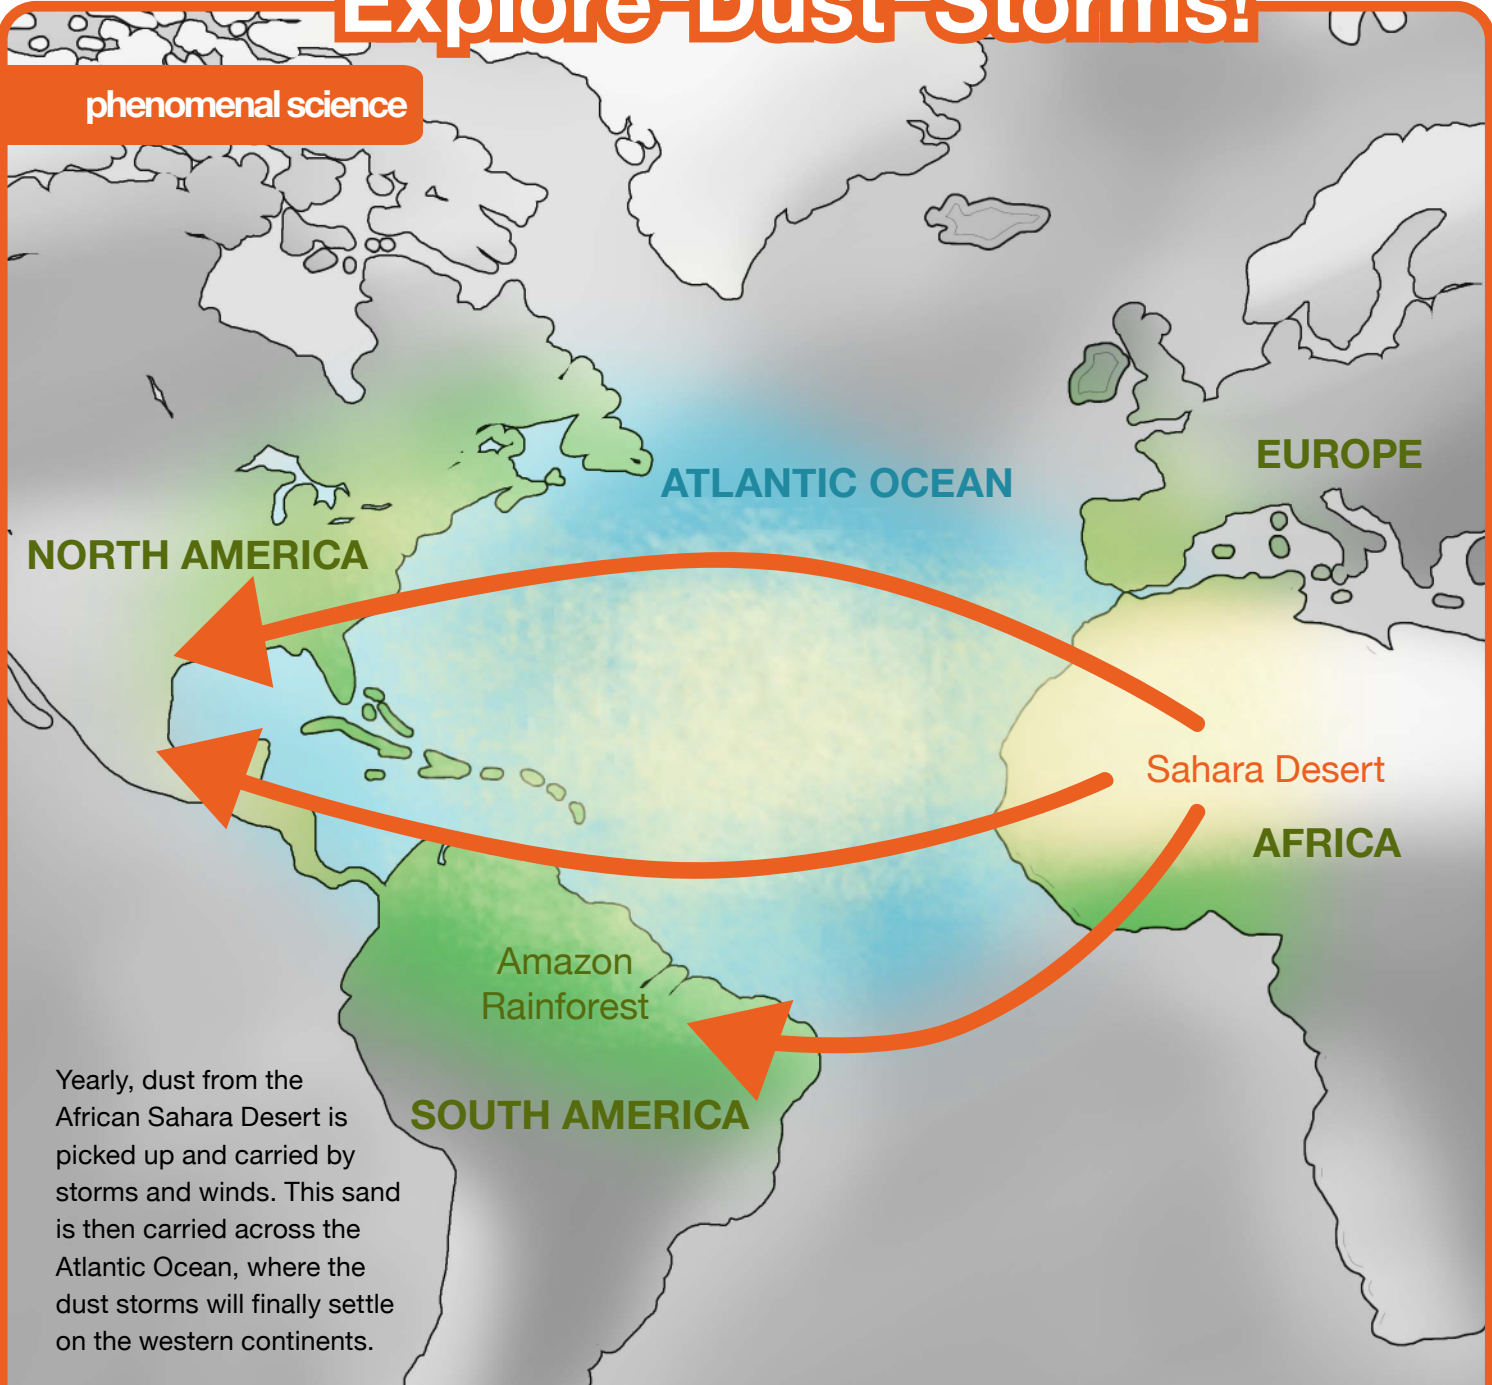 Explore Dust Storms!
phenomenal science
ATLANTIC OCEAN
EUROPE
NORTH AMERICA
Sahara Desert
AFRICA
Amazon
Rainforest
SOUTH AMERICA
Yearly, dust from the
African Sahara Desert is
picked up and carried by
storms and winds. This sand
is then carried across the
Atlantic Ocean, where the
dust storms will finally settle
on the western continents.